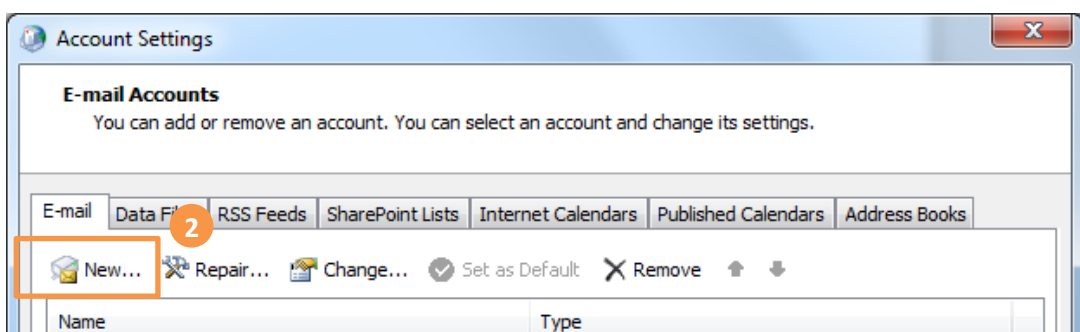 Account Settings
E-mail Accounts
You can add or remove an account. You can select an account and change its settings.
E-mail Data RSS Feeds SharePoint Lists Internet Calendars Published Calendars Address Books
2
New... Repair... Change... Set as Default Remove
Name Type